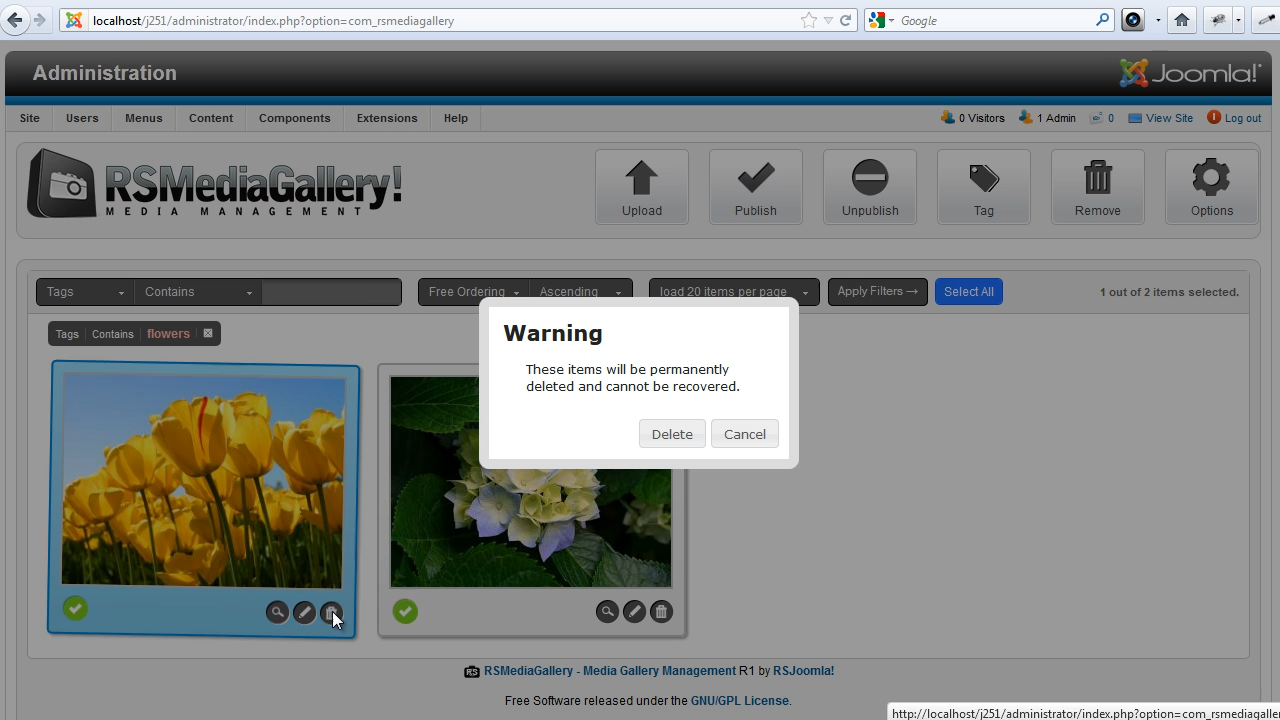 localhost/j251/administrator/index.php?option=com_rsmediagallery
Google
Administration
Joomla!
Site Users Menus Content Components Extensions Help
0 Visitors 1 Admin 0 View Site Log out
RSMediaGallery!
MEDIA MANAGEMENT
Upload Publish Unpublish Tag Remove Options
Tags Contains Free Ordering Ascending load 20 items per page Apply Filters → Select All 1 out of 2 items selected.
Tags Contains flowers
Warning
These items will be permanently
deleted and cannot be recovered.
Delete Cancel
RS RSMediaGallery - Media Gallery Management R1 by RSJoomla!
Free Software released under the GNU/GPL License.
http://localhost/j251/administrator/index.php?option=com_rsmediagaller